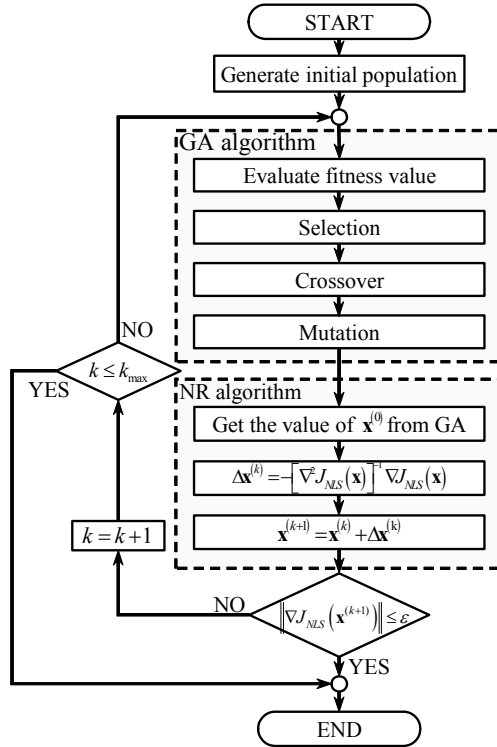 START
Generate initial population
GA algorithm
Evaluate fitness value
Selection
Crossover
Mutation
NO
YES
k ≤ k_max
NR algorithm
Get the value of x^(0) from GA
Δx^(k) = −[∇²J_NLS(x)]^−1 ∇J_NLS(x)
x^(k+1) = x^(k) + Δx^(k)
k = k+1
NO
‖∇J_NLS(x^(k+1))‖ ≤ ε
YES
END